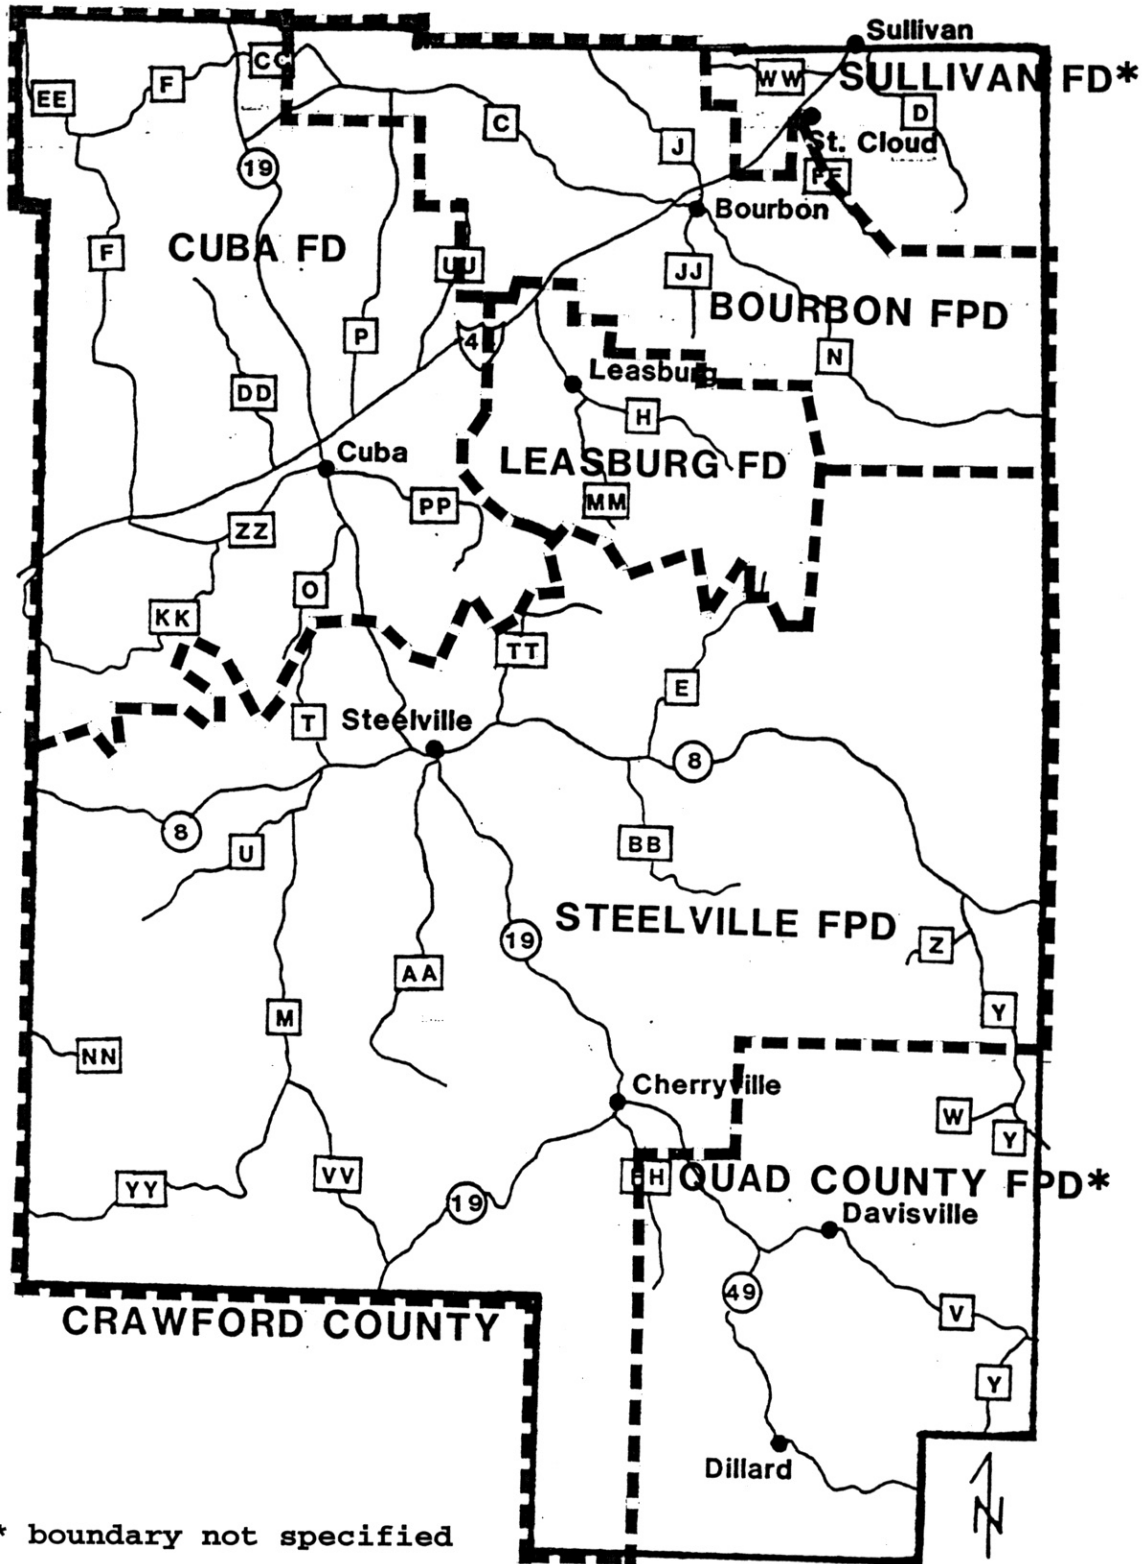 Sullivan
SULLIVAN FD*
WW
D
CC
F
EE
C
J
St. Cloud
FF
19
Bourbon
CUBA FD
F
UU
JJ
BOURBON FPD
P
4
N
Leasburg
DD
H
Cuba
LEASBURG FD
PP
MM
ZZ
O
KK
TT
E
T
Steelville
8
8
U
BB
STEELVILLE FPD
19
Z
AA
M
Y
NN
Cherryville
W
Y
YY
VV
HH
QUAD COUNTY FPD*
19
Davisville
49
V
CRAWFORD COUNTY
Y
Dillard
N
* boundary not specified